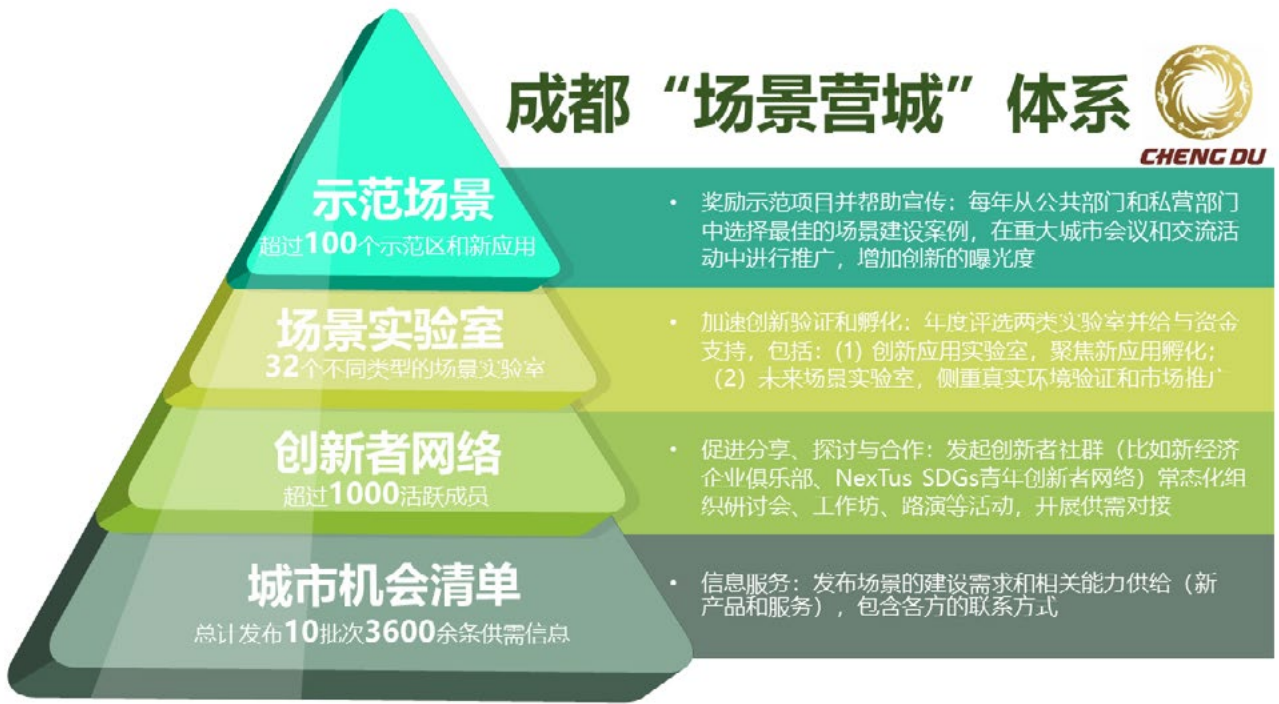 成都“场景营城”体系
CHENG DU
示范场景
超过100个示范区和新应用
• 奖励示范项目并帮助宣传：每年从公共部门和私营部门
中选择最佳的场景建设案例，在重大城市会议和交流活
动中进行推广，增加创新的曝光度
场景实验室
32个不同类型的场景实验室
• 加速创新验证和孵化：年度评选两类实验室并给与资金
支持，包括：(1) 创新应用实验室，聚焦新应用孵化；
（2）未来场景实验室，侧重真实环境验证和市场推广
创新者网络
超过1000活跃成员
• 促进分享、探讨与合作：发起创新者社群（比如新经济
企业俱乐部、NexTus SDGs青年创新者网络）常态化组
织研讨会、工作坊、路演等活动，开展供需对接
城市机会清单
总计发布10批次3600余条供需信息
• 信息服务：发布场景的建设需求和相关能力供给（新
产品和服务），包含各方的联系方式